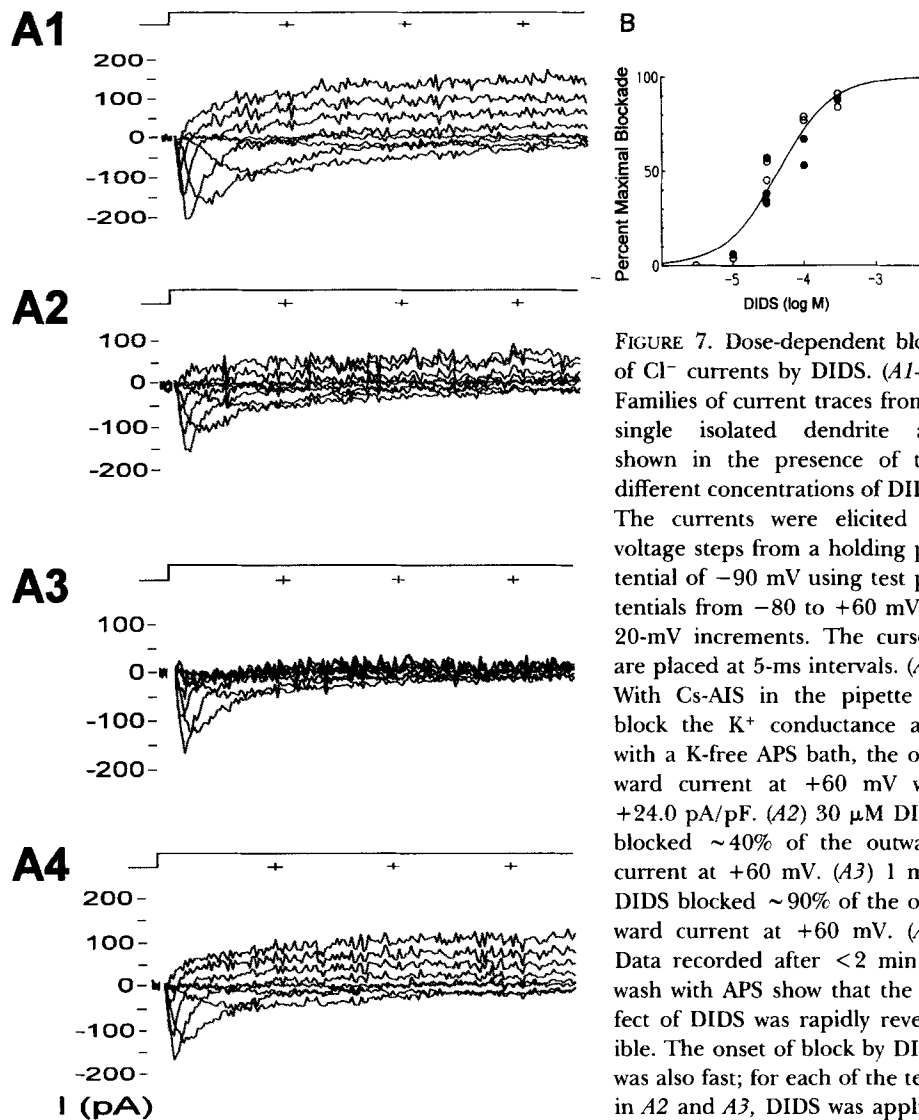 A1
200
100
0
-100
-200
A2
100
0
-100
-200
A3
100
0
-100
-200
A4
200
100
0
-100
-200
I (pA)
B
Percent Maximal Blockade
100
50
0
-5 -4 -3
DIDS (log M)
FIGURE 7. Dose-dependent
of Cl⁻ currents by DIDS. (A1-
Families of current traces from
single isolated dendrite
shown in the presence of
different concentrations of
The currents were elicited
voltage steps from a holding
tential of −90 mV using test
tentials from −80 to +60 mV
20-mV increments. The
are placed at 5-ms intervals.
With Cs-AIS in the pipette
block the K⁺ conductance
with a K-free APS bath, the
ward current at +60 mV
+24.0 pA/pF. (A2) 30 μM
blocked ~40% of the
current at +60 mV. (A3) 1
DIDS blocked ~90% of the
ward current at +60 mV.
Data recorded after <2 min
wash with APS show that the
fect of DIDS was rapidly
ible. The onset of block by
was also fast; for each of the
in A2 and A3, DIDS was